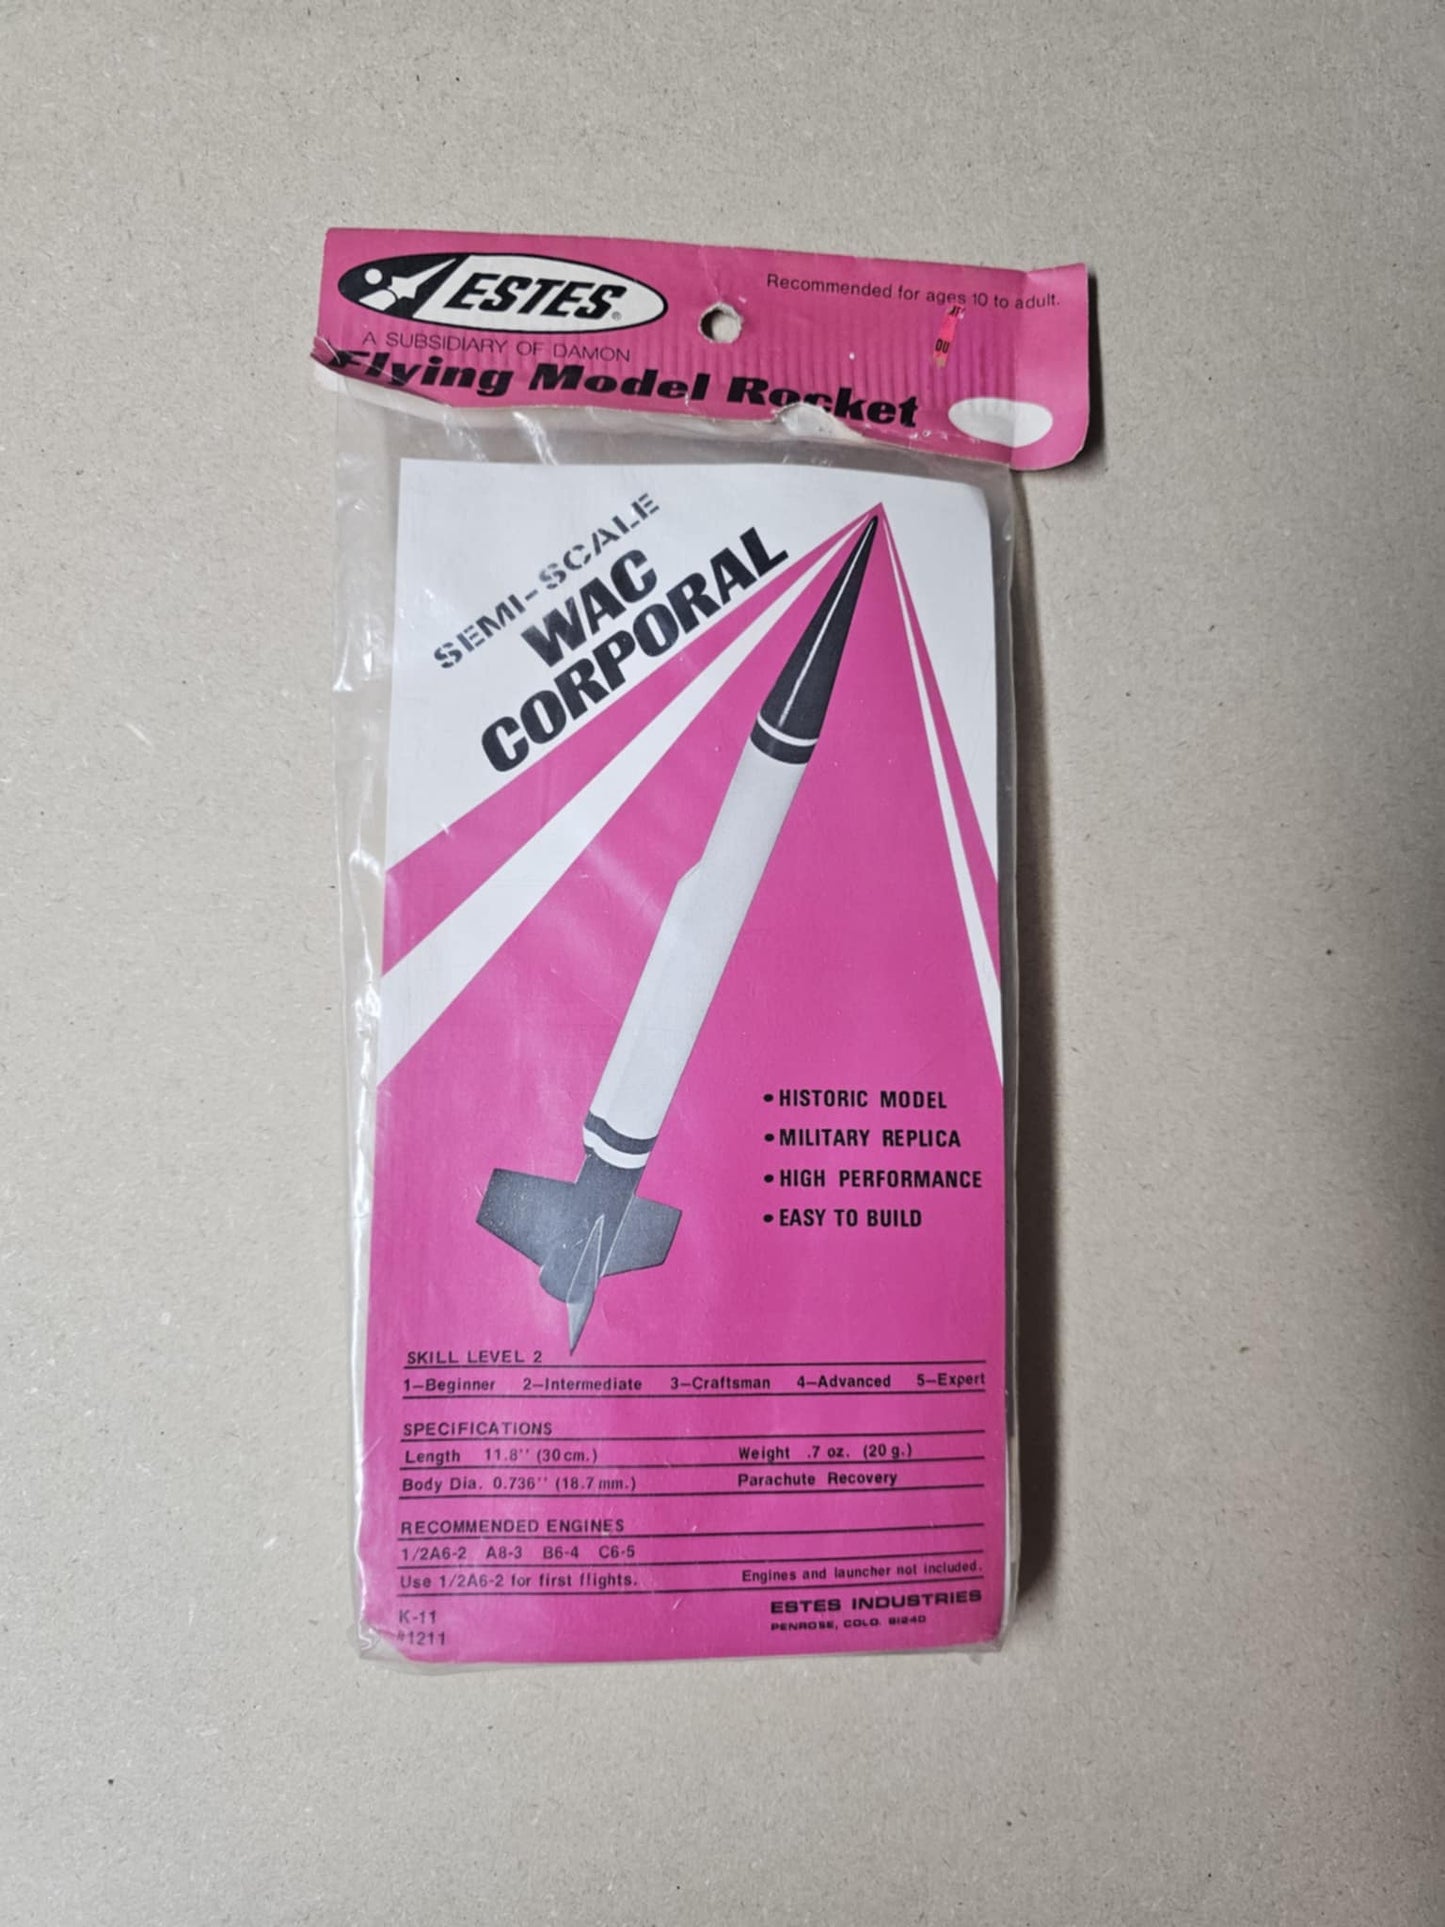 ESTES®
Recommended for ages 10 to adult.
A SUBSIDIARY OF DAMON
Flying Model Rocket
OU
SEMI-SCALE
WAC
CORPORAL
•HISTORIC MODEL
•MILITARY REPLICA
•HIGH PERFORMANCE
•EASY TO BUILD
SKILL LEVEL 2
1—Beginner 2—Intermediate 3—Craftsman 4—Advanced 5—Expert
SPECIFICATIONS
Length 11.8'' (30cm.) Weight .7 oz. (20 g.)
Body Dia. 0.736'' (18.7mm.) Parachute Recovery
RECOMMENDED ENGINES
1/2A6-2 A8-3 B6-4 C6-5
Use 1/2A6-2 for first flights. Engines and launcher not included.
K-11 ESTES INDUSTRIES
#1211 PENROSE, COLO. 81240